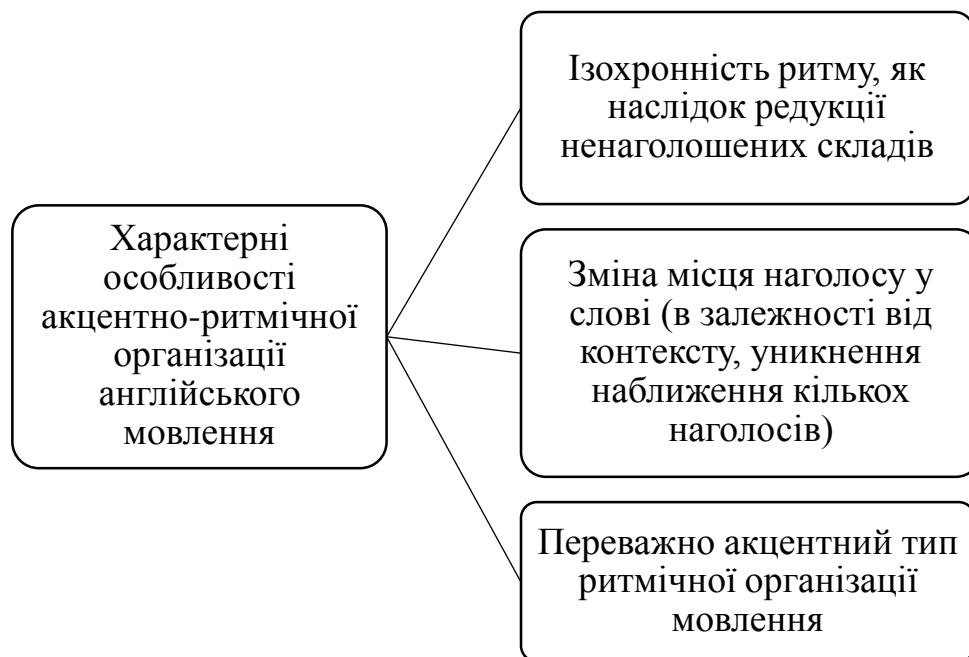 Характерні
особливості
акцентно-ритмічної
організації
англійського
мовлення
Ізохронність ритму, як
наслідок редукції
ненаголошених складів
Зміна місця наголосу у
слові (в залежності від
контексту, уникнення
наближення кількох
наголосів)
Переважно акцентний тип
ритмічної організації
мовлення